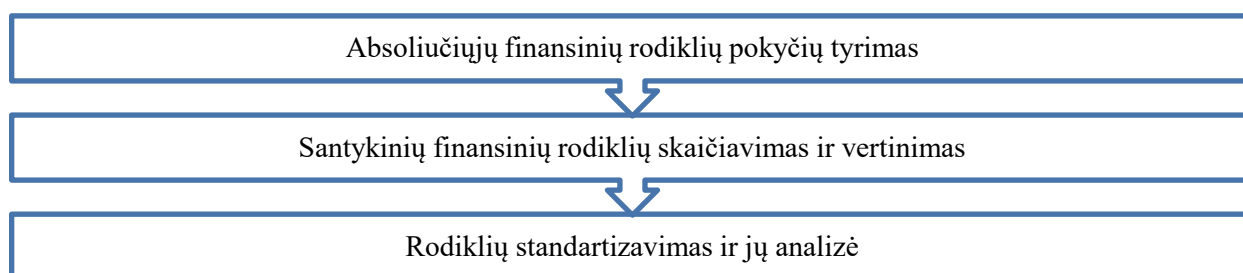 Absoliučiųjų finansinių rodiklių pokyčių tyrimas
Santykinių finansinių rodiklių skaičiavimas ir vertinimas
Rodiklių standartizavimas ir jų analizė